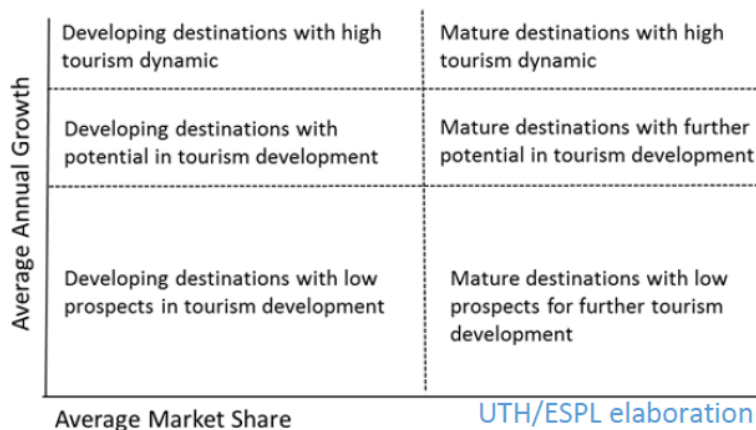 Average Annual Growth
Developing destinations with high
tourism dynamic
Mature destinations with high
tourism dynamic
Developing destinations with
potential in tourism development
Mature destinations with further
potential in tourism development
Developing destinations with low
prospects in tourism development
Mature destinations with low
prospects for further tourism
development
Average Market Share
UTH/ESPL elaboration